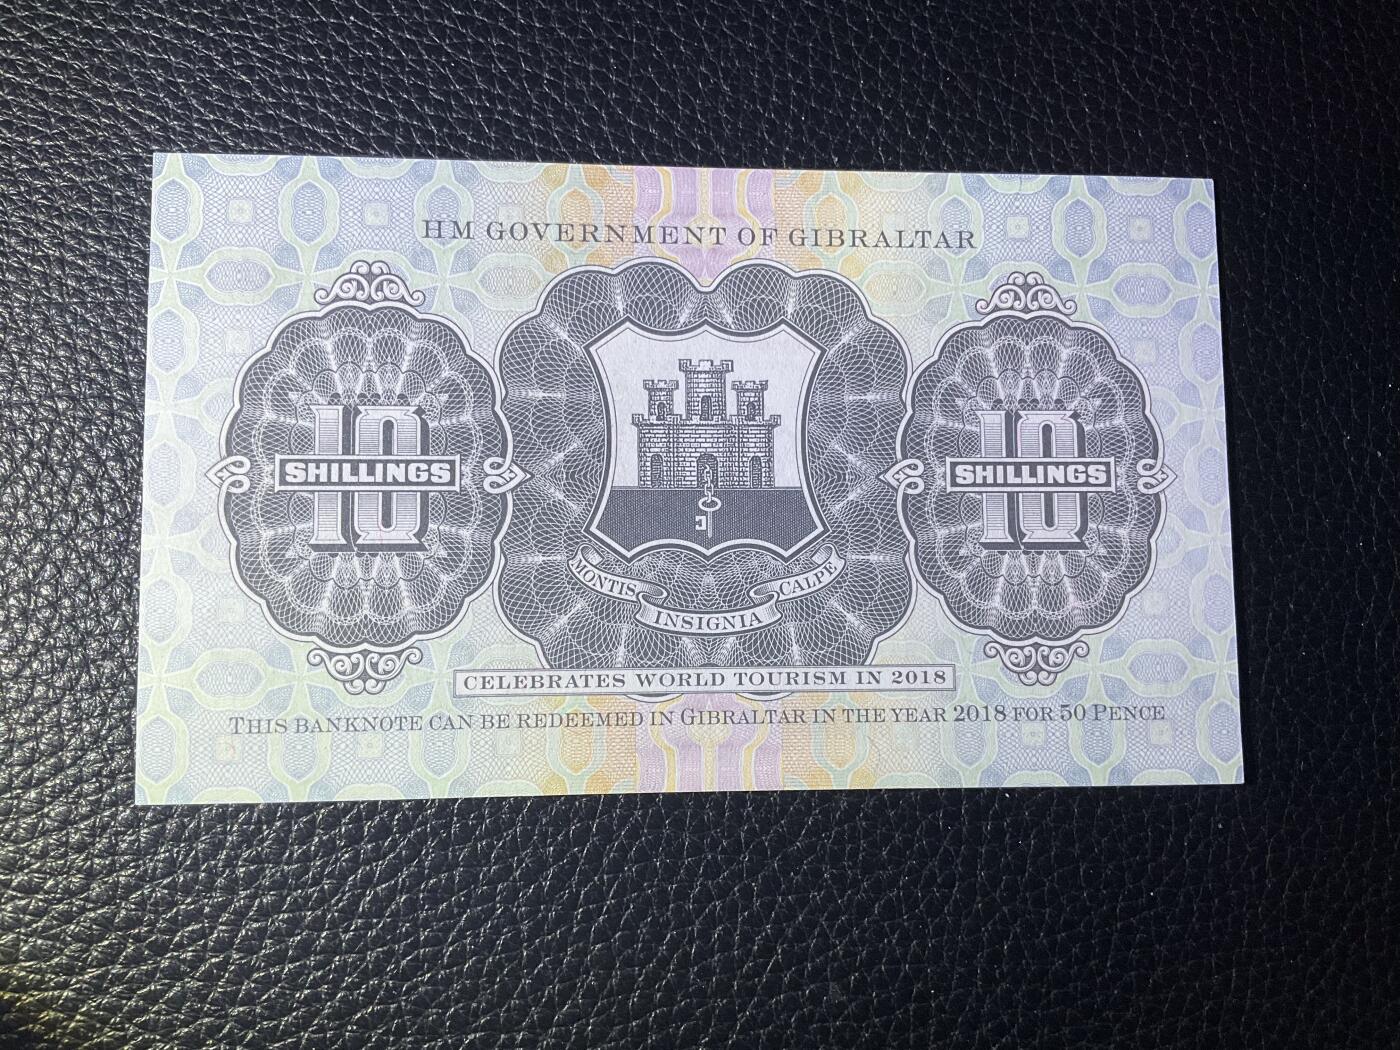 HM GOVERNMENT OF GIBRALTAR
10
SHILLINGS
10
SHILLINGS
MONTIS INSIGNIA CALPE
CELEBRATES WORLD TOURISM IN 2018
THIS BANKNOTE CAN BE REDEEMED IN GIBRALTAR IN THE YEAR 2018 FOR 50 PENCE